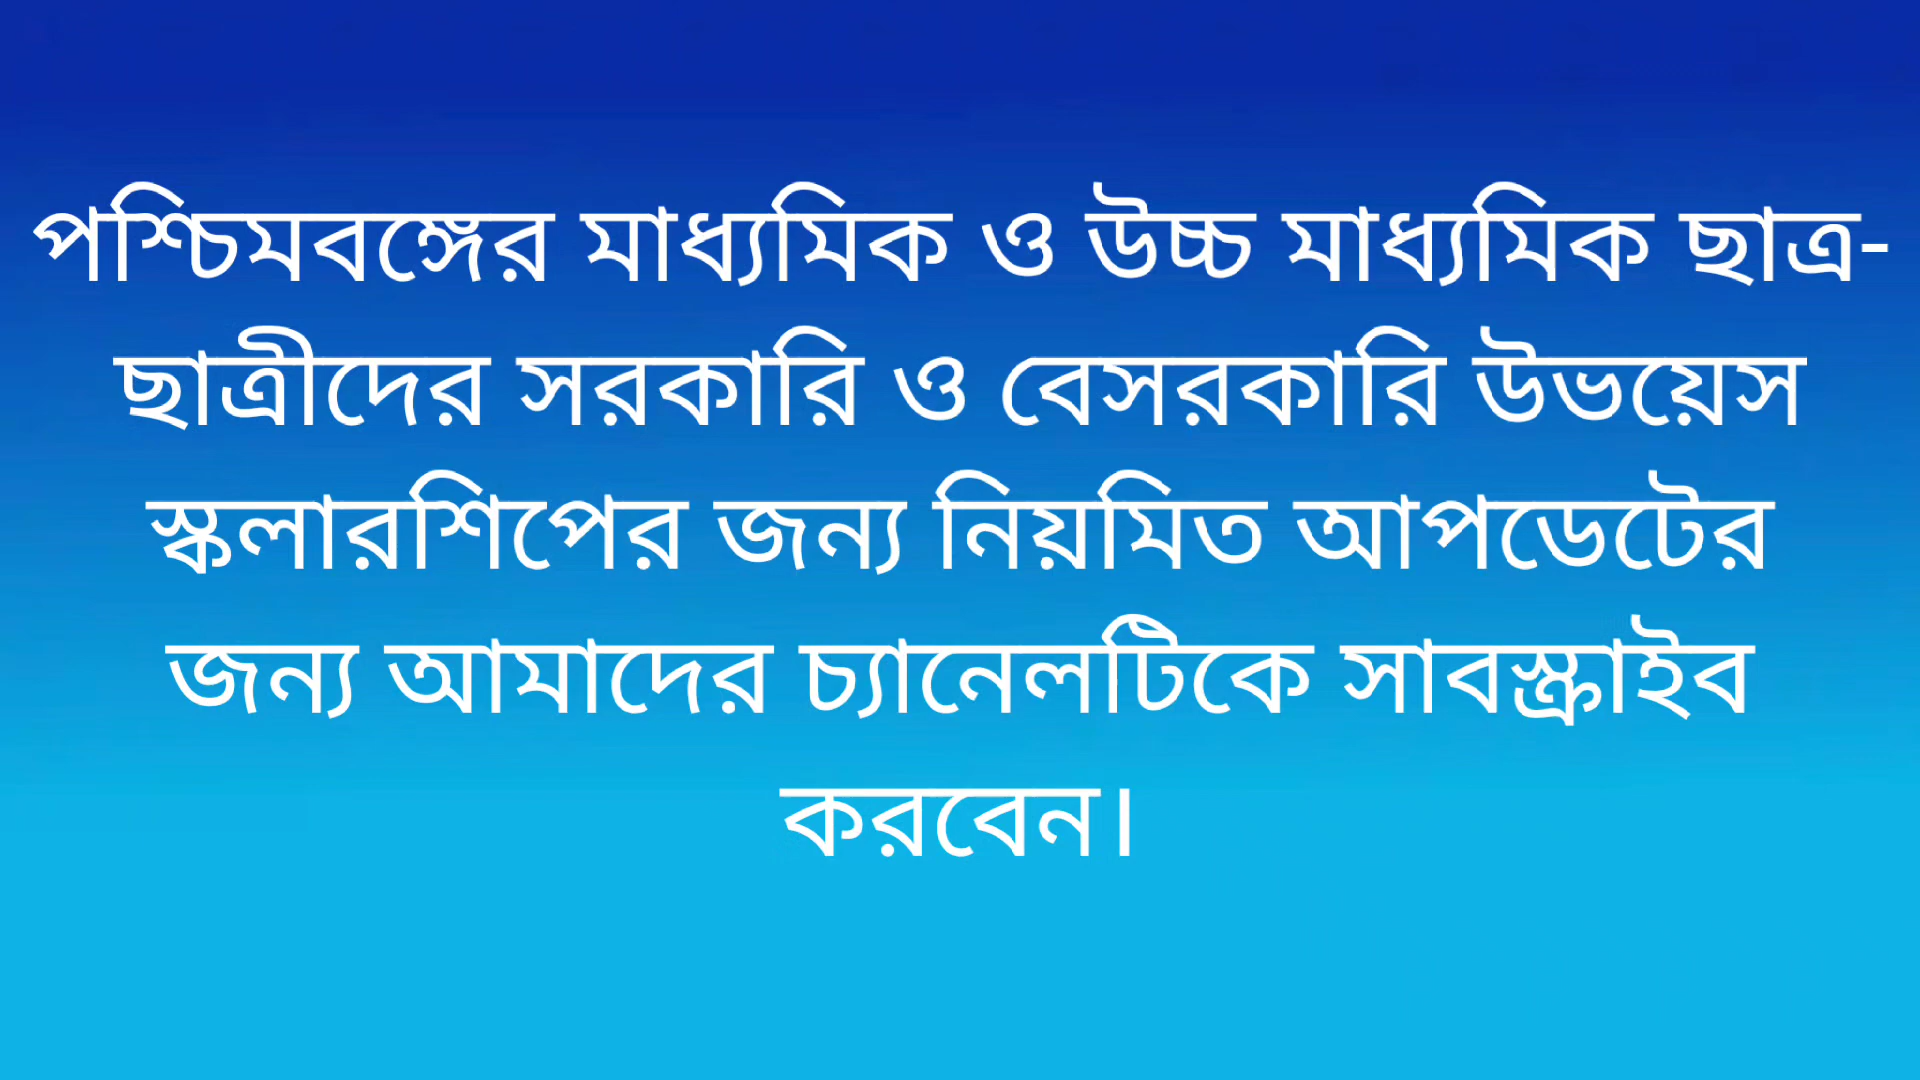 পশ্চিমবঙ্গের মাধ্যমিক ও উচ্চ মাধ্যমিক ছাত্র-
ছাত্রীদের সরকারি ও বেসরকারি উভয়েস
স্কলারশিপের জন্য নিয়মিত আপডেটের
জন্য আমাদের চ্যানেলটিকে সাবস্ক্রাইব
করবেন।